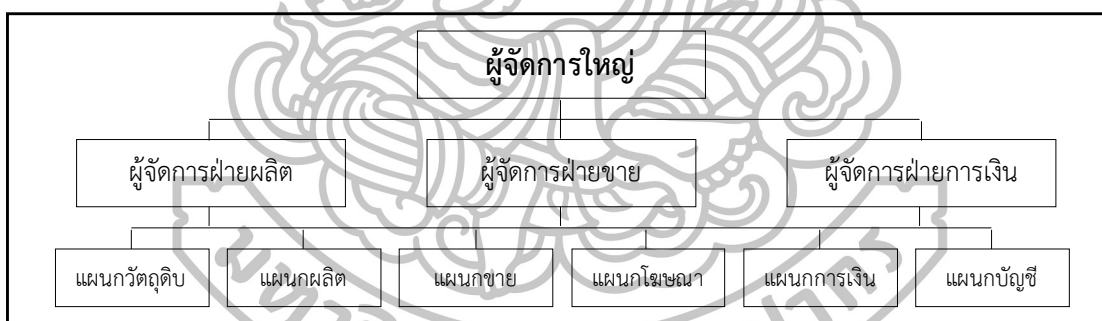 ผู้จัดการใหญ่
ผู้จัดการฝ่ายผลิต ผู้จัดการฝ่ายขาย ผู้จัดการฝ่ายการเงิน
แผนกวัตถุดิบ แผนกผลิต แผนกขาย แผนกโฆษณา แผนกการเงิน แผนกบัญชี